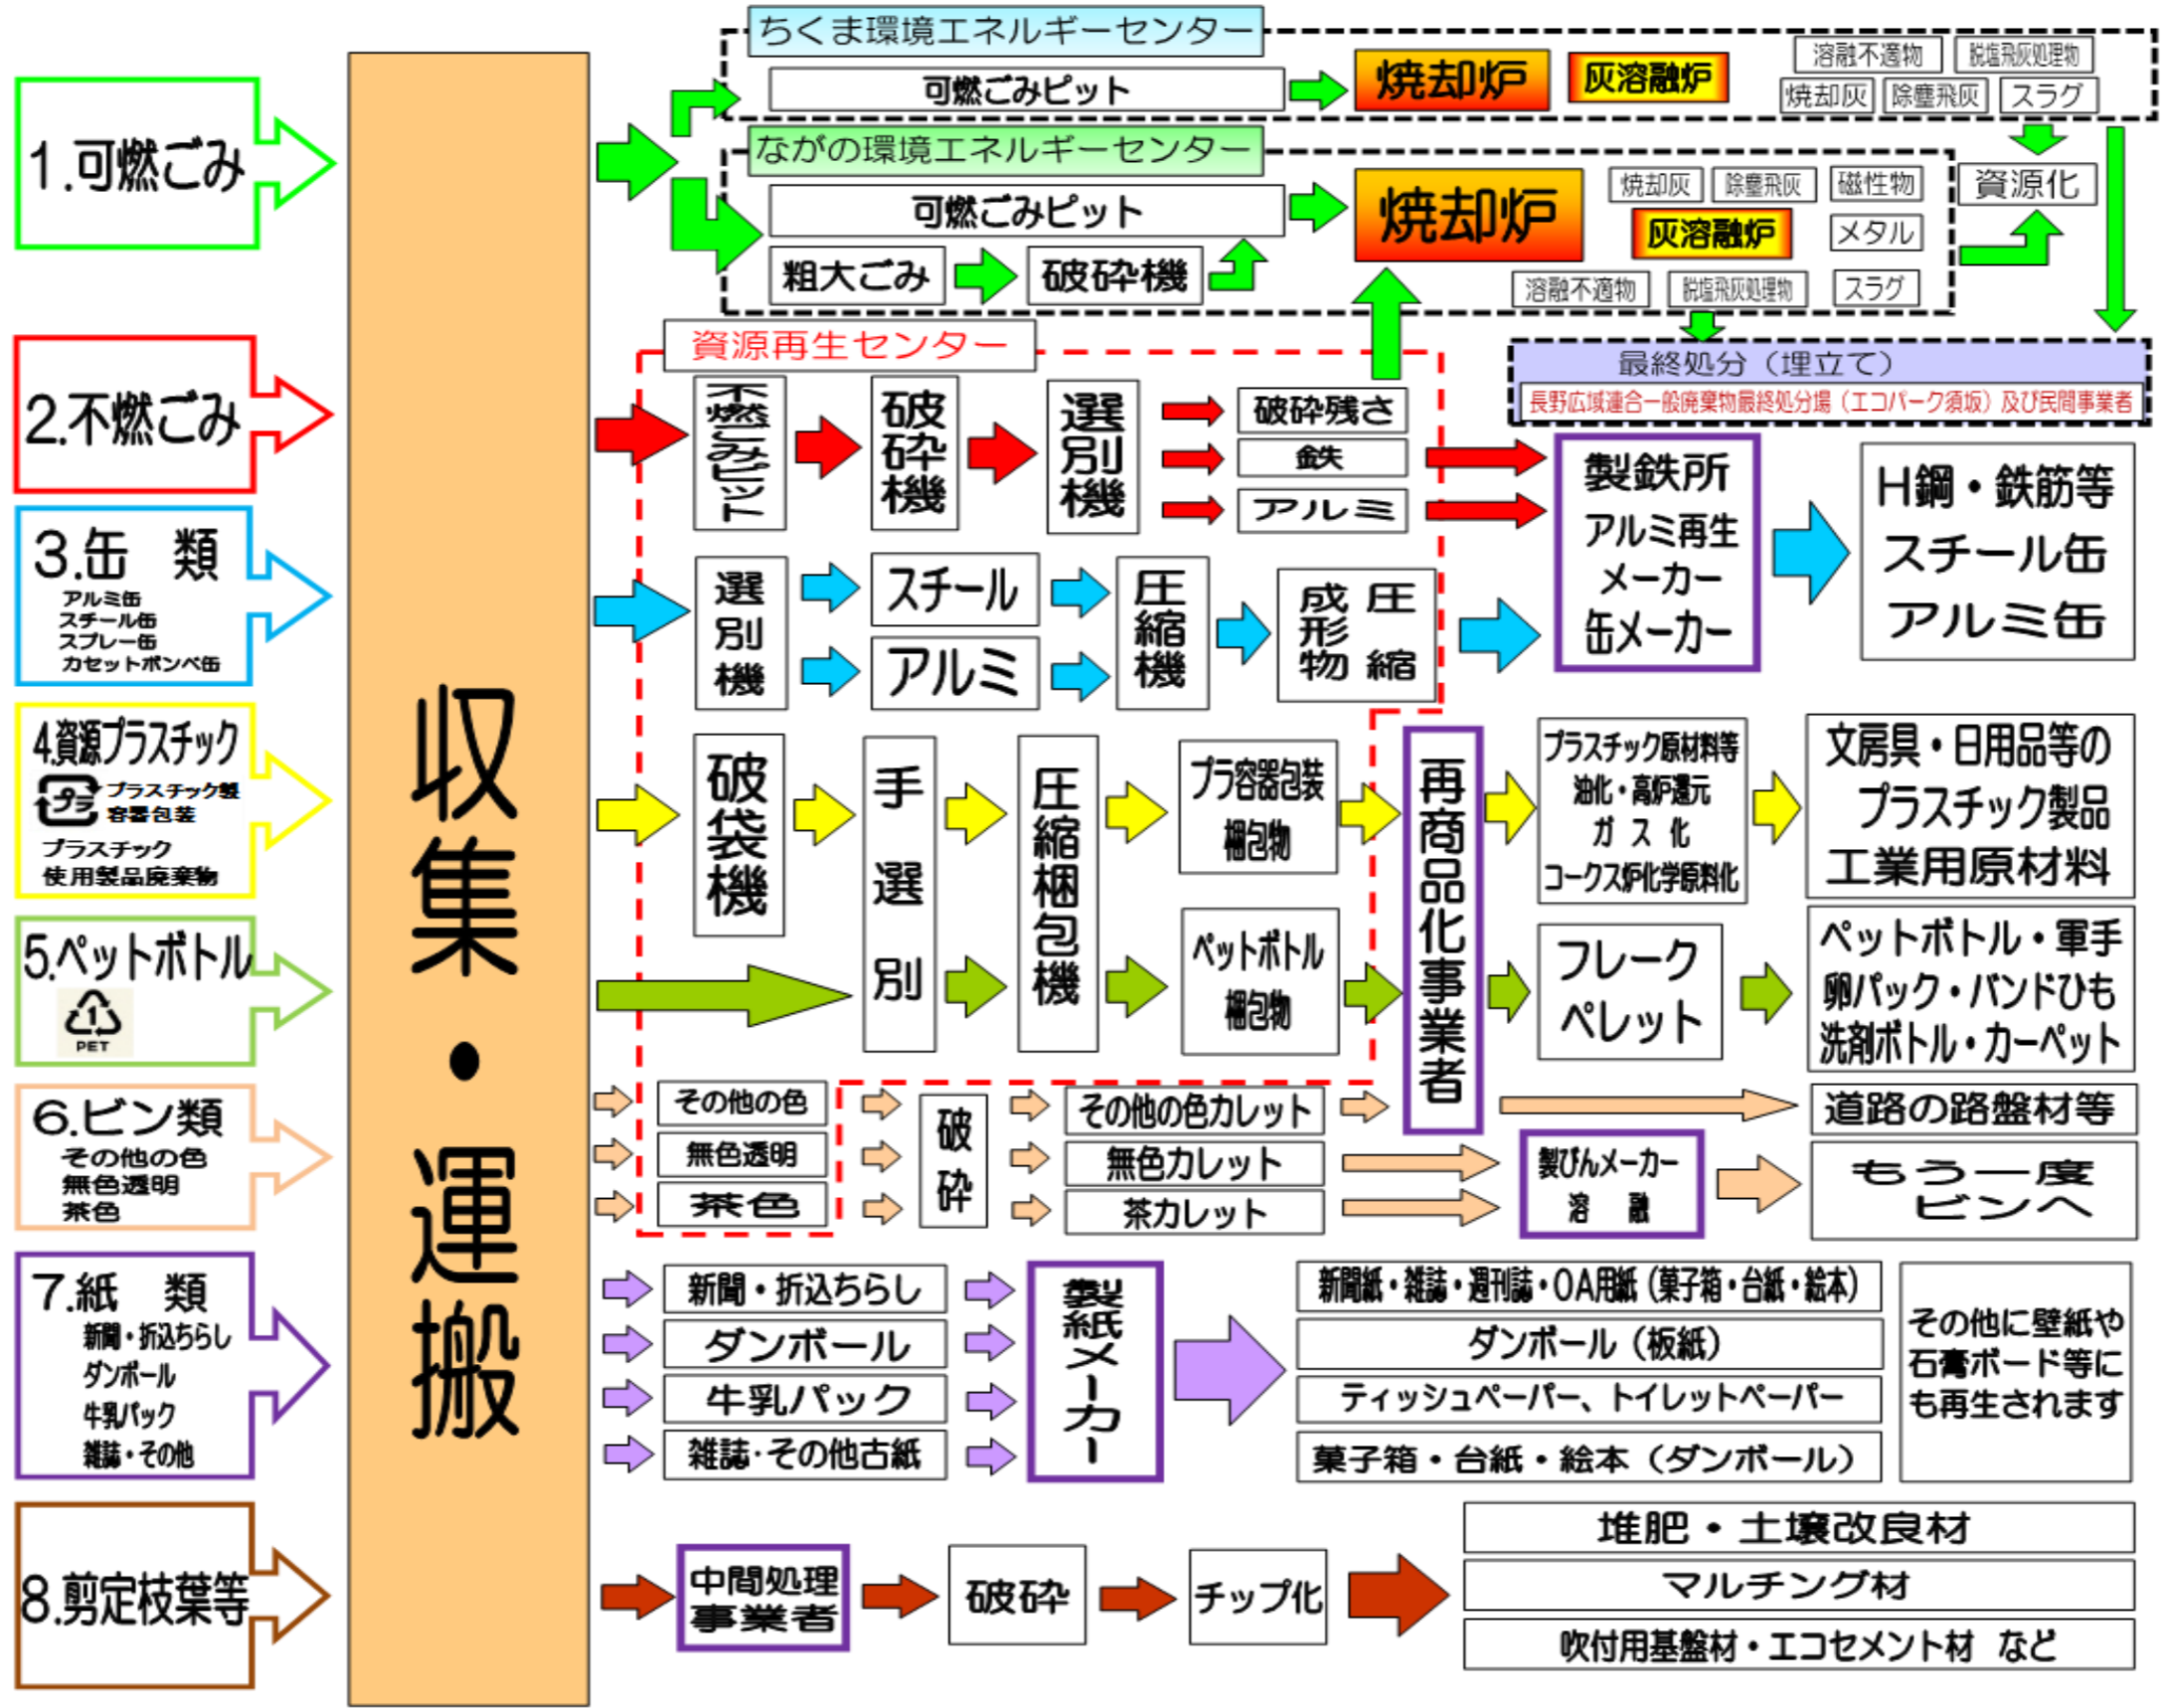 1.可燃ごみ
2.不燃ごみ
3.缶　類
アルミ缶
スチール缶
スプレー缶
カセットボンベ缶
4.資源プラスチック
プラ
プラスチック製
容器包装
プラスチック
使用製品廃棄物
5.ペットボトル
1
PET
6.ビン類
その他の色
無色透明
茶色
7.紙　類
新聞・折込ちらし
ダンボール
牛乳パック
雑誌・その他
8.剪定枝葉等
収集・運搬
ちくま環境エネルギーセンター
可燃ごみピット
焼却炉
灰溶融炉
溶融不適物
脱塩飛灰処理物
焼却灰
除塵飛灰
スラグ
ながの環境エネルギーセンター
可燃ごみピット
粗大ごみ
破砕機
焼却炉
焼却灰
除塵飛灰
磁性物
灰溶融炉
メタル
溶融不適物
脱塩飛灰処理物
スラグ
資源化
最終処分（埋立て）
長野広域連合一般廃棄物最終処分場（エコパーク須坂）及び民間事業者
資源再生センター
不燃ごみピット
破砕機
選別機
破砕残さ
鉄
アルミ
選別機
スチール
アルミ
圧縮機
圧縮
成形物
製鉄所
アルミ再生
メーカー
缶メーカー
H鋼・鉄筋等
スチール缶
アルミ缶
破袋機
手選別
圧縮梱包機
プラ容器包装
梱包物
ペットボトル
梱包物
再商品化事業者
プラスチック原材料等
油化・高炉還元
ガス化
コークス炉化学原料化
文房具・日用品等の
プラスチック製品
工業用原材料
フレーク
ペレット
ペットボトル・軍手
卵パック・バンドひも
洗剤ボトル・カーペット
その他の色
無色透明
茶色
破砕
その他の色カレット
無色カレット
茶カレット
道路の路盤材等
製びんメーカー
溶　融
もう一度
ビンへ
新聞・折込ちらし
ダンボール
牛乳パック
雑誌・その他古紙
製紙メーカー
新聞紙・雑誌・週刊誌・OA用紙（菓子箱・台紙・絵本）
ダンボール（板紙）
ティッシュペーパー、トイレットペーパー
菓子箱・台紙・絵本（ダンボール）
その他に壁紙や
石膏ボード等に
も再生されます
中間処理
事業者
破砕
チップ化
堆肥・土壌改良材
マルチング材
吹付用基盤材・エコセメント材　など